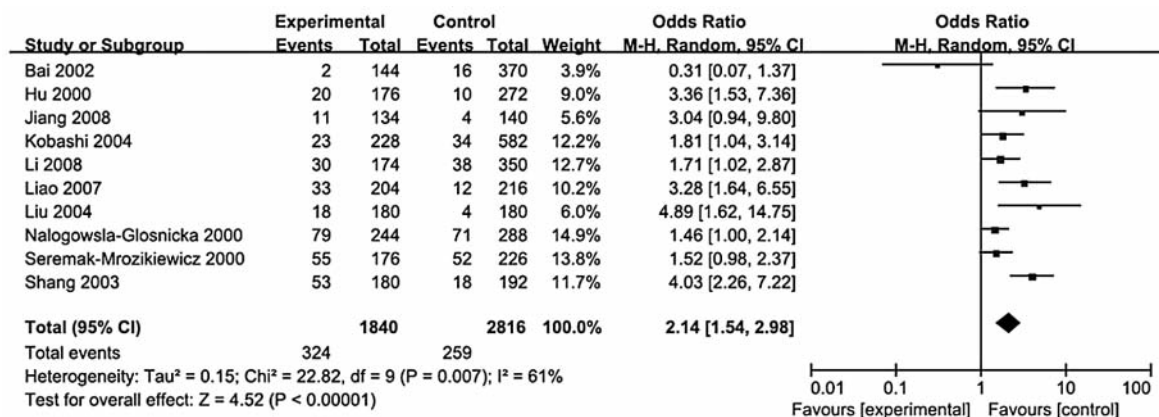 Experimental Control Odds Ratio Odds Ratio
Study or Subgroup Events Total Events Total Weight M-H, Random, 95% CI M-H, Random, 95% CI
Bai 2002 2 144 16 370 3.9% 0.31 [0.07, 1.37]
Hu 2000 20 176 10 272 9.0% 3.36 [1.53, 7.36]
Jiang 2008 11 134 4 140 5.6% 3.04 [0.94, 9.80]
Kobashi 2004 23 228 34 582 12.2% 1.81 [1.04, 3.14]
Li 2008 30 174 38 350 12.7% 1.71 [1.02, 2.87]
Liao 2007 33 204 12 216 10.2% 3.28 [1.64, 6.55]
Liu 2004 18 180 4 180 6.0% 4.89 [1.62, 14.75]
Nalogowsla-Glosnicka 2000 79 244 71 288 14.9% 1.46 [1.00, 2.14]
Seremak-Mrozikiewicz 2000 55 176 52 226 13.8% 1.52 [0.98, 2.37]
Shang 2003 53 180 18 192 11.7% 4.03 [2.26, 7.22]
Total (95% CI) 1840 2816 100.0% 2.14 [1.54, 2.98]
Total events 324 259
Heterogeneity: Tau² = 0.15; Chi² = 22.82, df = 9 (P = 0.007); I² = 61%
Test for overall effect: Z = 4.52 (P < 0.00001)
0.01 0.1 1 10 100
Favours [experimental] Favours [control]